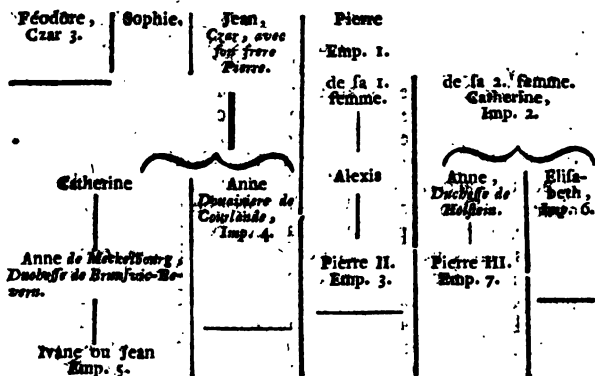 Féodore,
Czar 3.
Sophie.
Jean,
Czar, avec
son frere
Pierre.
Pierre
Emp. 1.
de sa 1.
femme.
de sa 2. femme.
Catherine,
Imp. 2.
Catherine
Anne
Douairiere de
Courlande,
Imp. 4.
Alexis
Anne,
Duchesse de
Holstein.
Elisa-
beth,
Imp. 6.
Anne de Meckelbourg,
Duchesse de Brunswic-Be-
vern.
Pierre II.
Emp. 3.
Pierre III.
Emp. 7.
Ivane ou Jean
Emp. 5.